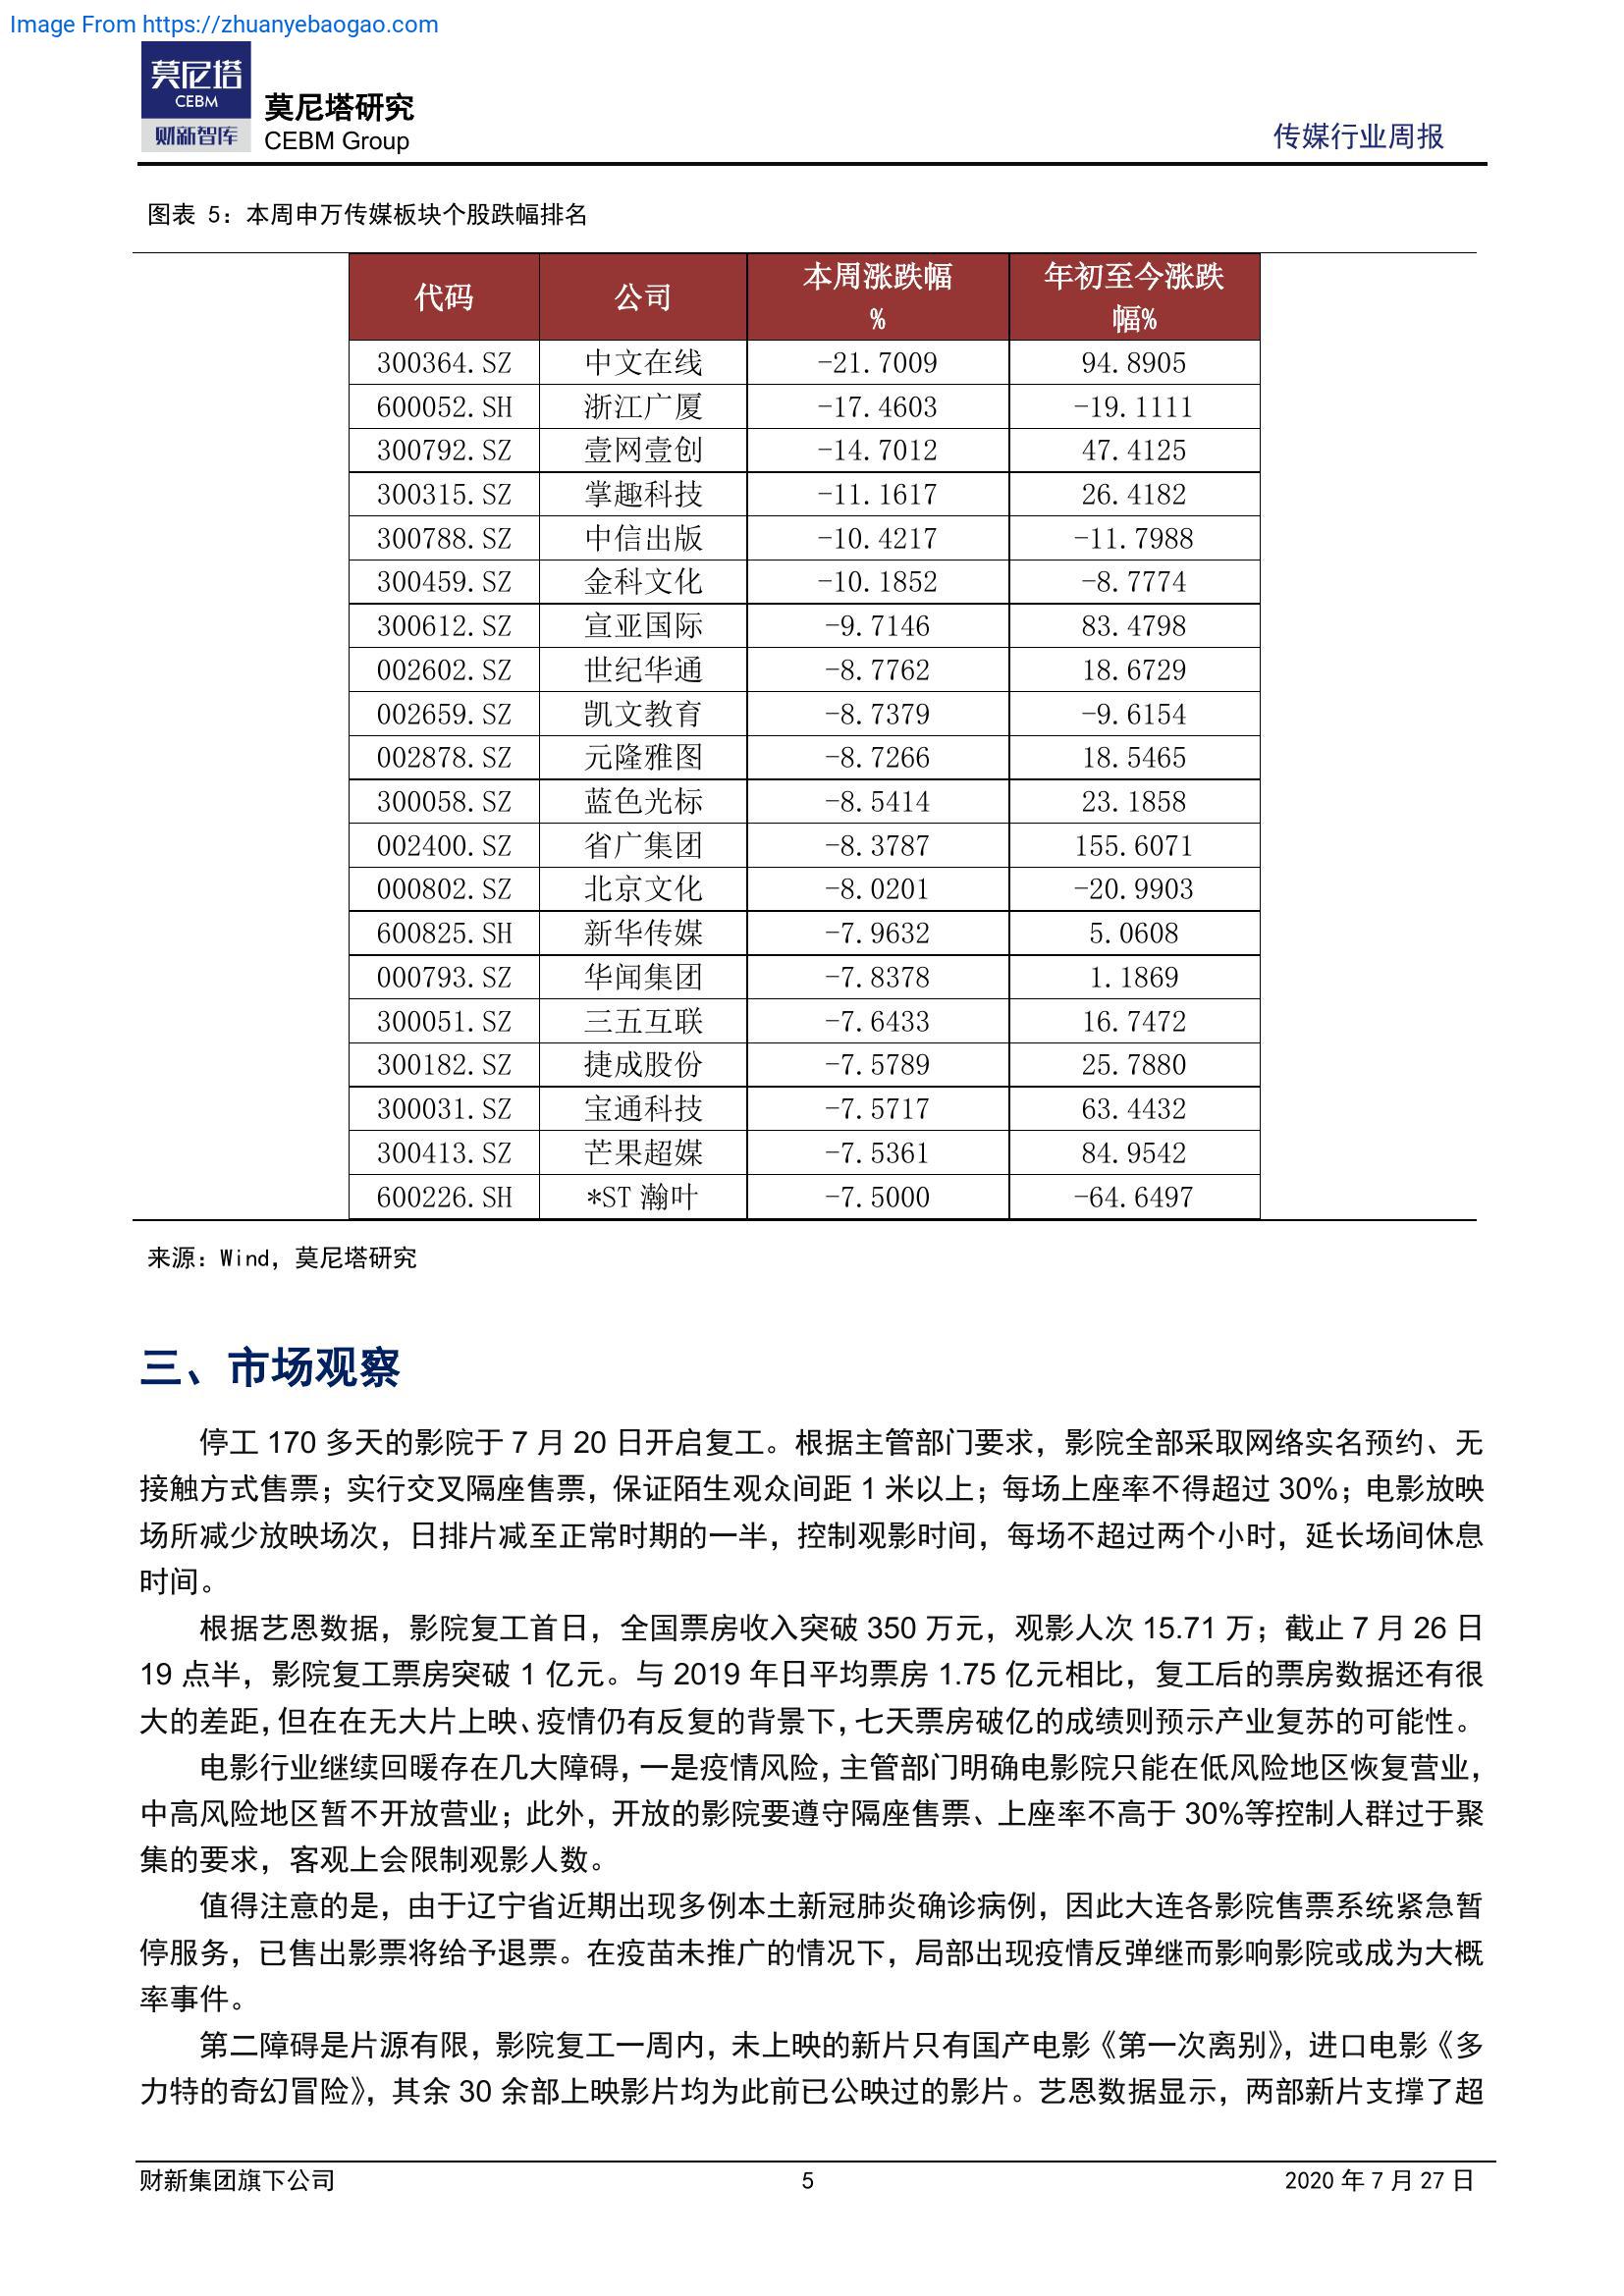 Image From https://zhuanyebaogao.com
莫尼塔
CEBM
财新智库
莫尼塔研究
CEBM Group
传媒行业周报
图表 5：本周申万传媒板块个股跌幅排名
代码 公司 本周涨跌幅% 年初至今涨跌幅%
300364.SZ 中文在线 -21.7009 94.8905
600052.SH 浙江广厦 -17.4603 -19.1111
300792.SZ 壹网壹创 -14.7012 47.4125
300315.SZ 掌趣科技 -11.1617 26.4182
300788.SZ 中信出版 -10.4217 -11.7988
300459.SZ 金科文化 -10.1852 -8.7774
300612.SZ 宣亚国际 -9.7146 83.4798
002602.SZ 世纪华通 -8.7762 18.6729
002659.SZ 凯文教育 -8.7379 -9.6154
002878.SZ 元隆雅图 -8.7266 18.5465
300058.SZ 蓝色光标 -8.5414 23.1858
002400.SZ 省广集团 -8.3787 155.6071
000802.SZ 北京文化 -8.0201 -20.9903
600825.SH 新华传媒 -7.9632 5.0608
000793.SZ 华闻集团 -7.8378 1.1869
300051.SZ 三五互联 -7.6433 16.7472
300182.SZ 捷成股份 -7.5789 25.7880
300031.SZ 宝通科技 -7.5717 63.4432
300413.SZ 芒果超媒 -7.5361 84.9542
600226.SH *ST 瀚叶 -7.5000 -64.6497
来源：Wind，莫尼塔研究
三、市场观察
停工 170 多天的影院于 7 月 20 日开启复工。根据主管部门要求，影院全部采取网络实名预约、无
接触方式售票；实行交叉隔座售票，保证陌生观众间距 1 米以上；每场上座率不得超过 30%；电影放映
场所减少放映场次，日排片减至正常时期的一半，控制观影时间，每场不超过两个小时，延长场间休息
时间。
根据艺恩数据，影院复工首日，全国票房收入突破 350 万元，观影人次 15.71 万；截止 7 月 26 日
19 点半，影院复工票房突破 1 亿元。与 2019 年日平均票房 1.75 亿元相比，复工后的票房数据还有很
大的差距，但在在无大片上映、疫情仍有反复的背景下，七天票房破亿的成绩则预示产业复苏的可能性。
电影行业继续回暖存在几大障碍，一是疫情风险，主管部门明确电影院只能在低风险地区恢复营业，
中高风险地区暂不开放营业；此外，开放的影院要遵守隔座售票、上座率不高于 30%等控制人群过于聚
集的要求，客观上会限制观影人数。
值得注意的是，由于辽宁省近期出现多例本土新冠肺炎确诊病例，因此大连各影院售票系统紧急暂
停服务，已售出影票将给予退票。在疫苗未推广的情况下，局部出现疫情反弹继而影响影院或成为大概
率事件。
第二障碍是片源有限，影院复工一周内，未上映的新片只有国产电影《第一次离别》，进口电影《多
力特的奇幻冒险》，其余 30 余部上映影片均为此前已公映过的影片。艺恩数据显示，两部新片支撑了超
财新集团旗下公司
5
2020 年 7 月 27 日